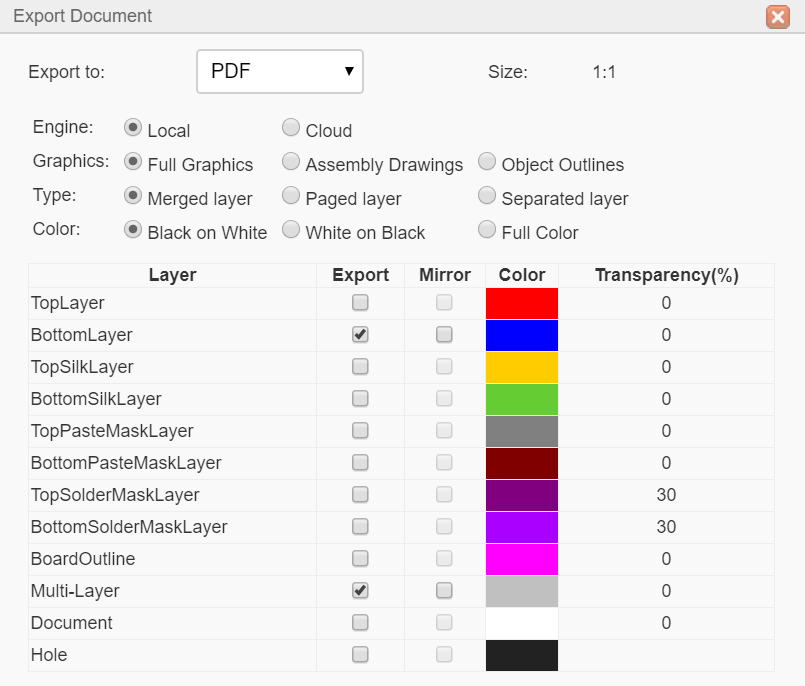 Export Document
Export to: PDF Size: 1:1
Engine: Local Cloud
Graphics: Full Graphics Assembly Drawings Object Outlines
Type: Merged layer Paged layer Separated layer
Color: Black on White White on Black Full Color
Layer Export Mirror Color Transparency(%)
TopLayer 0
BottomLayer 0
TopSilkLayer 0
BottomSilkLayer 0
TopPasteMaskLayer 0
BottomPasteMaskLayer 0
TopSolderMaskLayer 30
BottomSolderMaskLayer 30
BoardOutline 0
Multi-Layer 0
Document 0
Hole